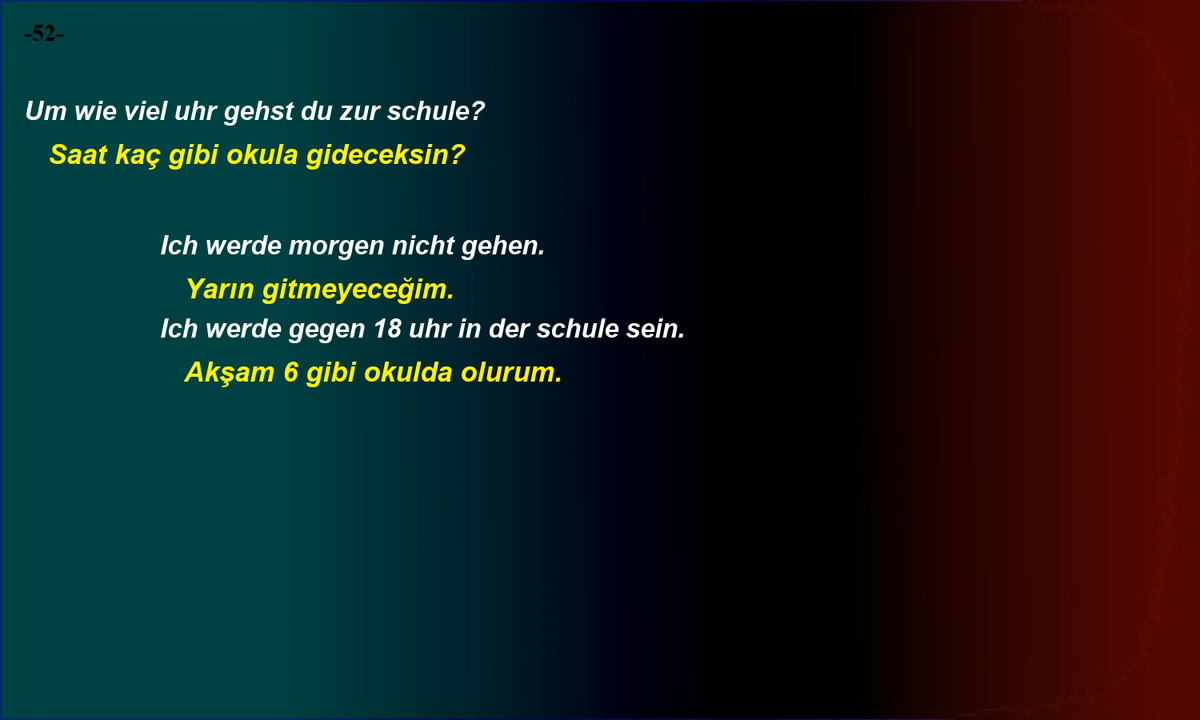 -52-
Um wie viel uhr gehst du zur schule?
Saat kaç gibi okula gideceksin?
Ich werde morgen nicht gehen.
Yarın gitmeyeceğim.
Ich werde gegen 18 uhr in der schule sein.
Akşam 6 gibi okulda olurum.